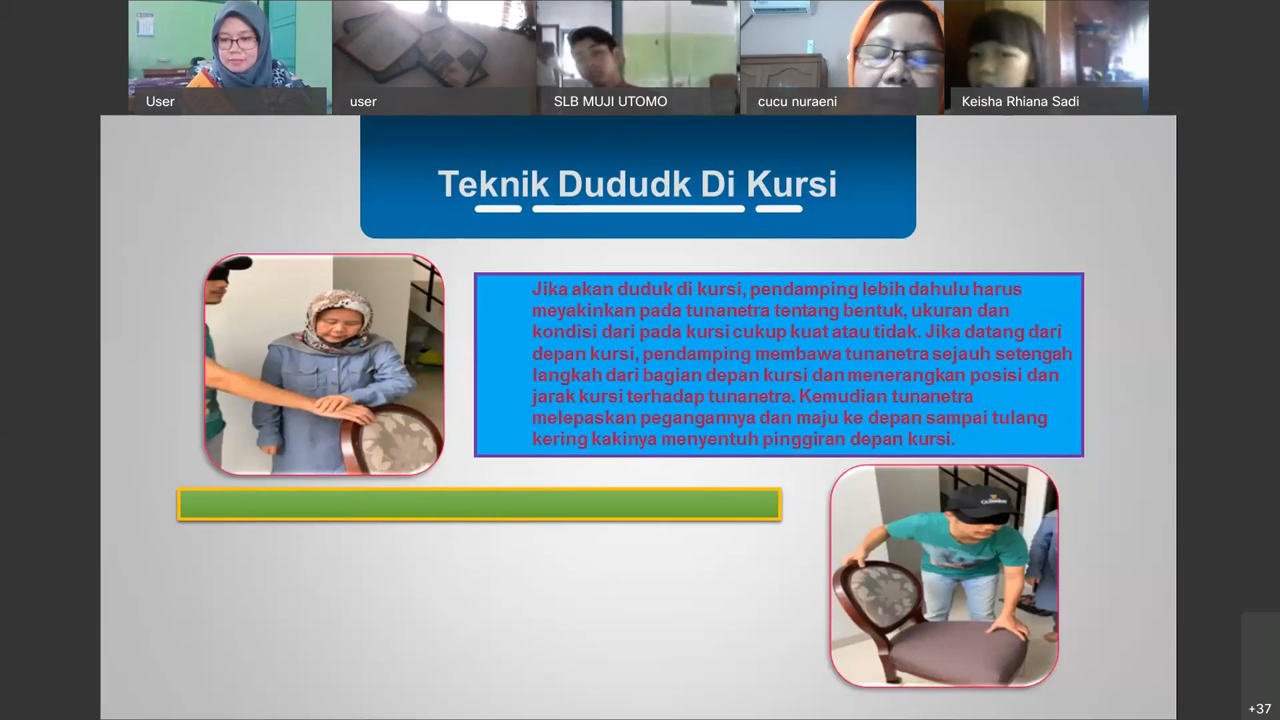 User
user
SLB MUJI UTOMO
cucu nuraeni
Keisha Rhiana Sadi
Teknik Dududk Di Kursi
Jika akan duduk di kursi, pendamping lebih dahulu harus
meyakinkan pada tunanetra tentang bentuk, ukuran dan
kondisi dari pada kursi cukup kuat atau tidak. Jika datang dari
depan kursi, pendamping membawa tunanetra sejauh setengah
langkah dari bagian depan kursi dan menerangkan posisi dan
jarak kursi terhadap tunanetra. Kemudian tunanetra
melepaskan pegangannya dan maju ke depan sampai tulang
kering kakinya menyentuh pinggiran depan kursi.
+37